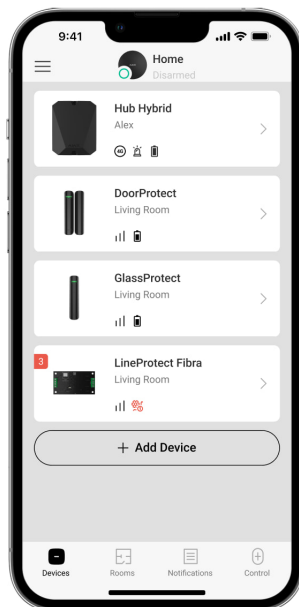 9:41
Home
Disarmed
Hub Hybrid
Alex
4G
DoorProtect
Living Room
GlassProtect
Living Room
3
LineProtect Fibra
Living Room
+ Add Device
Devices
Rooms
Notifications
Control